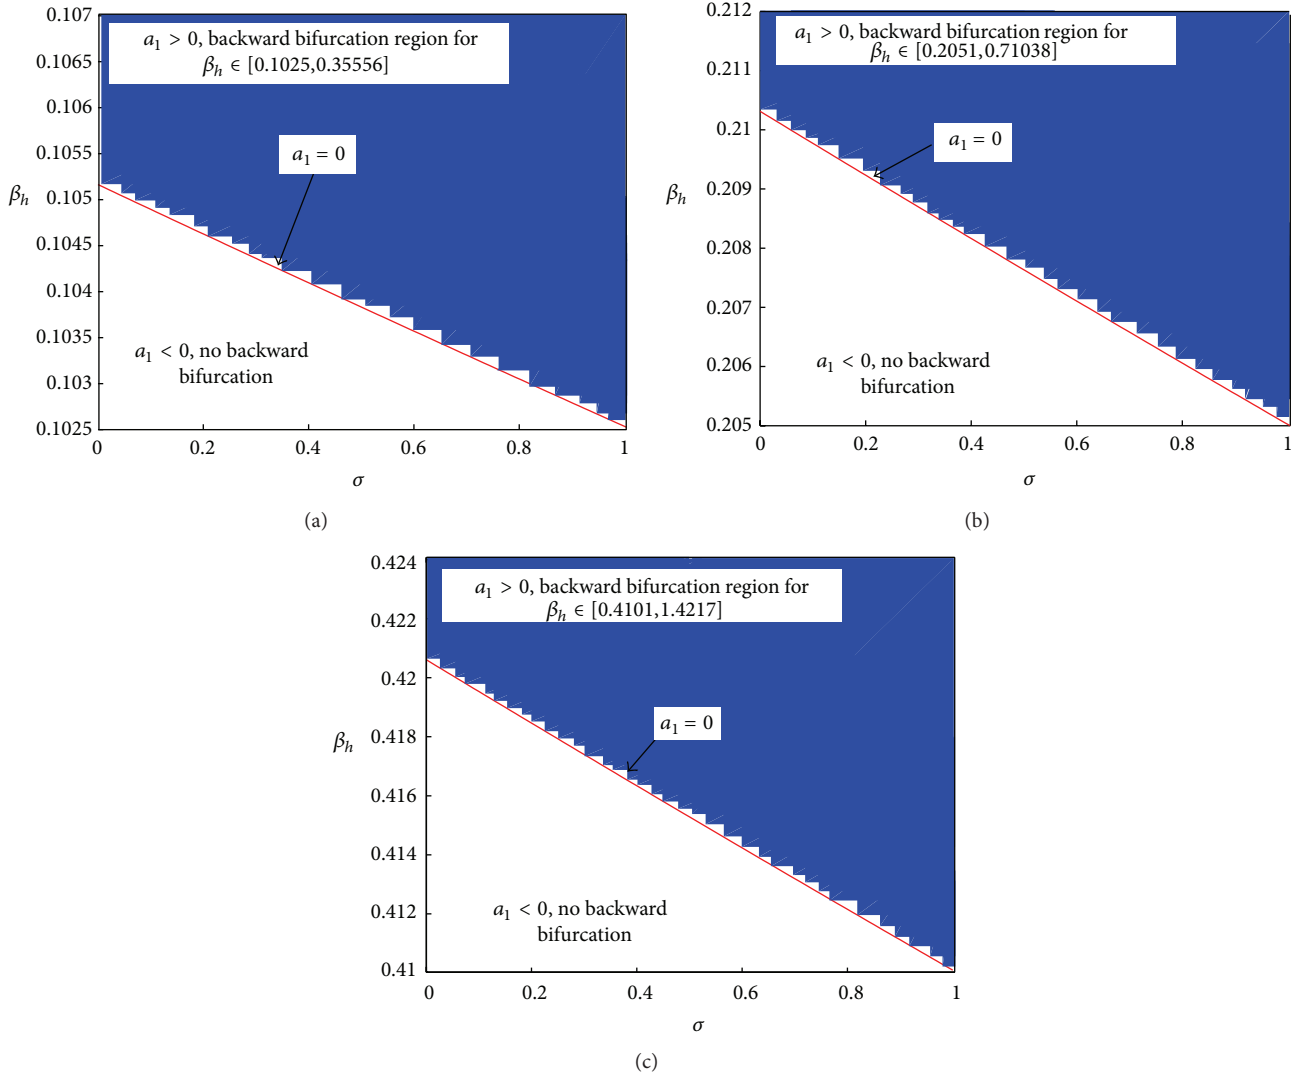 0.107
a₁ > 0, backward bifurcation region for
βₕ ∈ [0.1025,0.35556]
0.1065
0.106
0.1055
a₁ = 0
0.105
βₕ
0.1045
0.104
0.1035
a₁ < 0, no backward
bifurcation
0.103
0.1025
0 0.2 0.4 0.6 0.8 1
σ
(a)
0.212
a₁ > 0, backward bifurcation region for
βₕ ∈ [0.2051,0.71038]
0.211
0.21
a₁ = 0
0.209
βₕ
0.208
0.207
a₁ < 0, no backward
bifurcation
0.206
0.205
0 0.2 0.4 0.6 0.8 1
σ
(b)
0.424
a₁ > 0, backward bifurcation region for
βₕ ∈ [0.4101,1.4217]
0.422
0.42
a₁ = 0
0.418
βₕ
0.416
0.414
a₁ < 0, no backward
bifurcation
0.412
0.41
0 0.2 0.4 0.6 0.8 1
σ
(c)